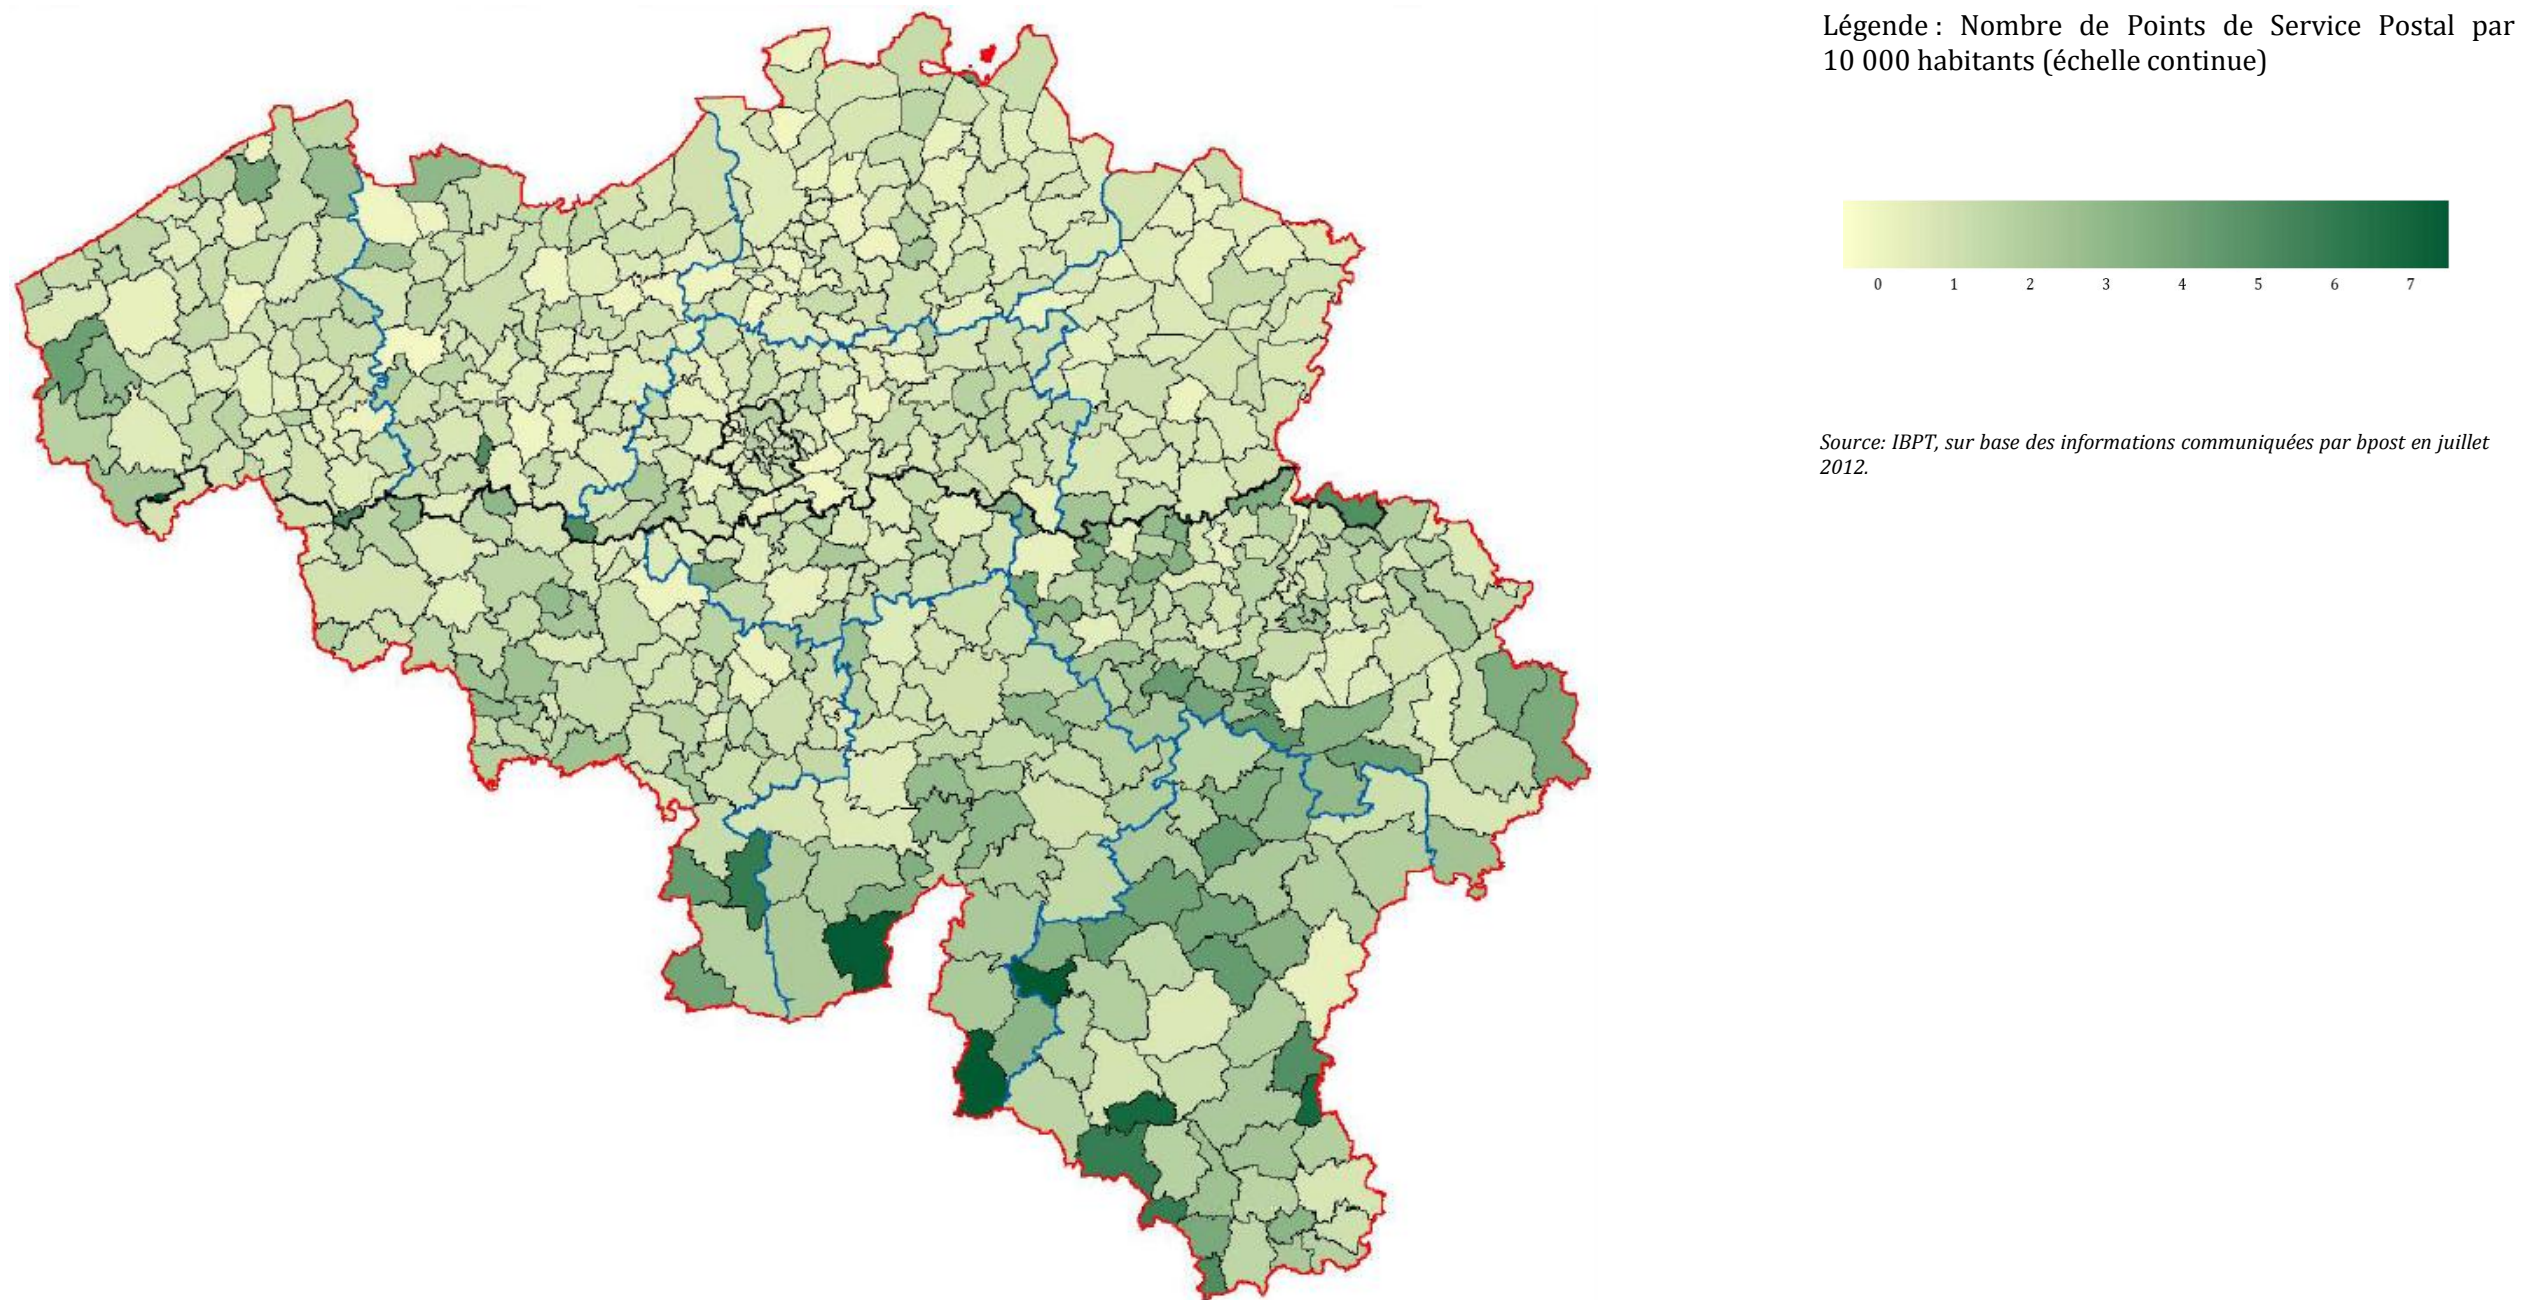 Légende : Nombre de Points de Service Postal par
10 000 habitants (échelle continue)
0 1 2 3 4 5 6 7
Source: IBPT, sur base des informations communiquées par bpost en juillet
2012.